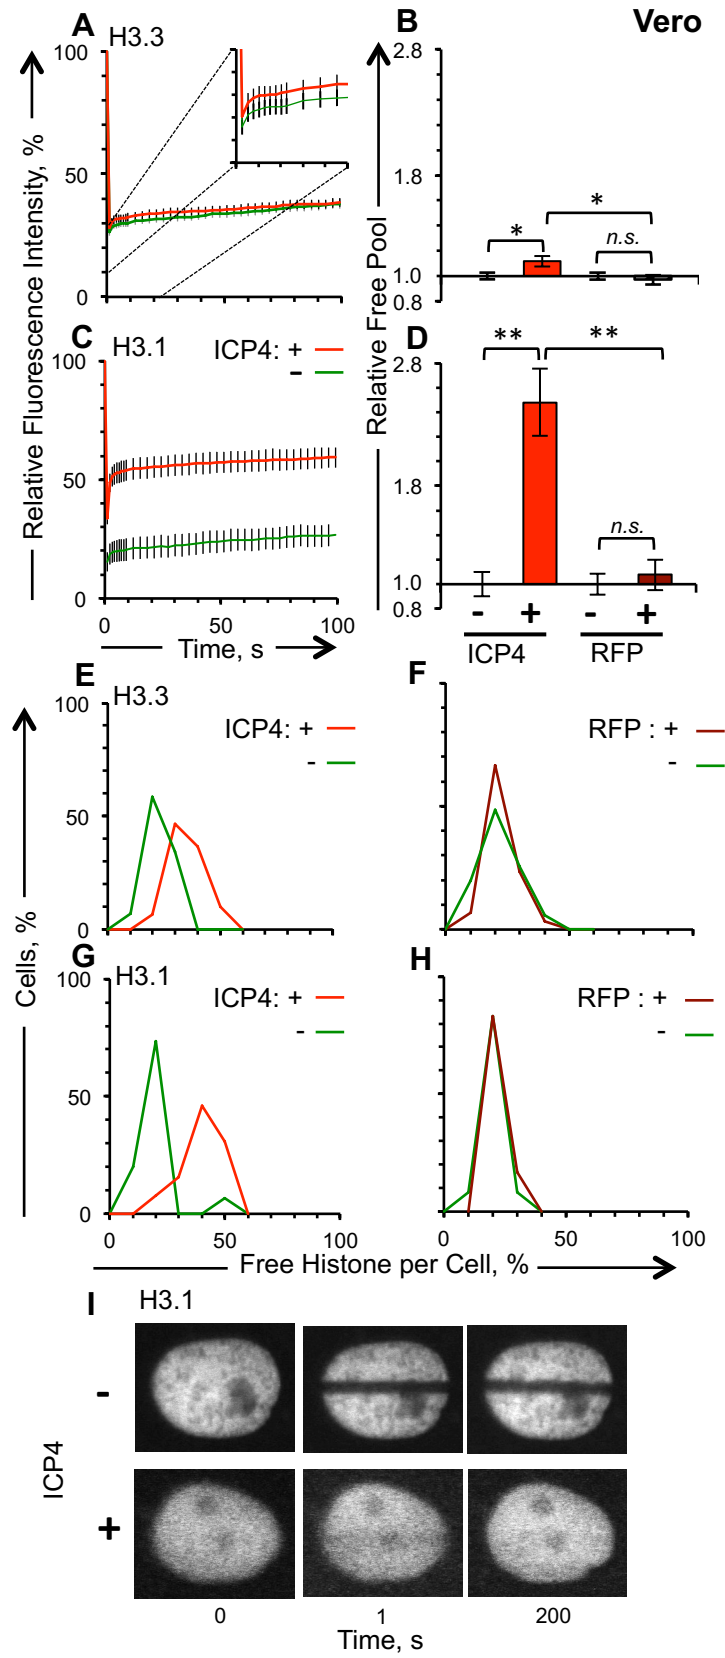 Vero
A
H3.3
B
Relative Fluorescence Intensity, %
100
50
0
Relative Free Pool
2.8
1.8
1.0
0.8
*
*
n.s.
C
H3.1
ICP4: +
-
100
50
0
0
50
100
Time, s
D
2.8
1.8
1.0
0.8
**
**
n.s.
- + - +
ICP4 RFP
E
H3.3
ICP4: +
-
Cells, %
100
50
0
F
RFP : +
-
G
H3.1
ICP4: +
-
100
50
0
0 50 100
H
RFP : +
-
0 50 100
Free Histone per Cell, %
I
H3.1
ICP4
-
+
0 1 200
Time, s